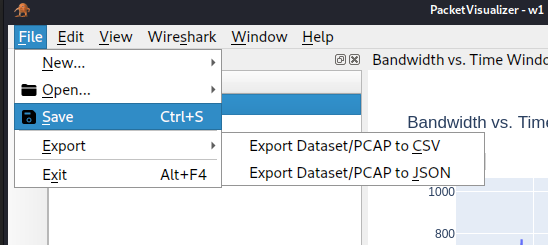 PacketVisualizer - w1
File Edit View Wireshark Window Help
New...
Open...
Save Ctrl+S
Export
Exit Alt+F4
Export Dataset/PCAP to CSV
Export Dataset/PCAP to JSON
Bandwidth vs. Time Windo
Bandwidth vs. Time
1000
800